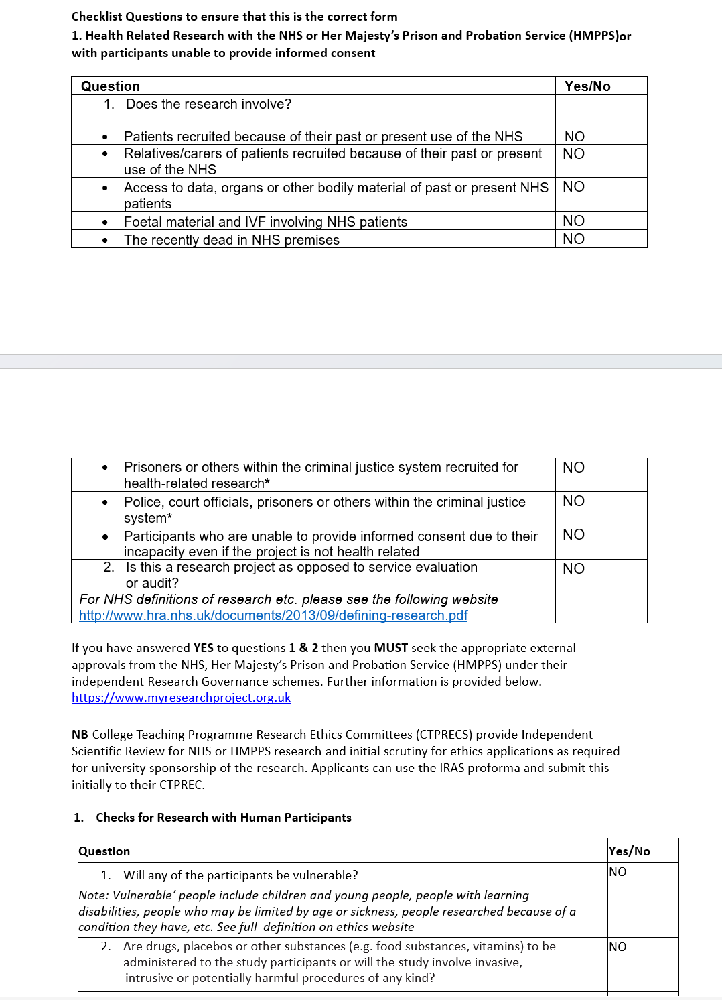 Checklist Questions to ensure that this is the correct form
1. Health Related Research with the NHS or Her Majesty's Prison and Probation Service (HMPPS)or
with participants unable to provide informed consent
Question Yes/No
1. Does the research involve?
• Patients recruited because of their past or present use of the NHS NO
• Relatives/carers of patients recruited because of their past or present NO
use of the NHS
• Access to data, organs or other bodily material of past or present NHS NO
patients
• Foetal material and IVF involving NHS patients NO
• The recently dead in NHS premises NO
• Prisoners or others within the criminal justice system recruited for NO
health-related research*
• Police, court officials, prisoners or others within the criminal justice NO
system*
• Participants who are unable to provide informed consent due to their NO
incapacity even if the project is not health related
2. Is this a research project as opposed to service evaluation NO
or audit?
For NHS definitions of research etc. please see the following website
http://www.hra.nhs.uk/documents/2013/09/defining-research.pdf
If you have answered YES to questions 1 & 2 then you MUST seek the appropriate external
approvals from the NHS, Her Majesty's Prison and Probation Service (HMPPS) under their
independent Research Governance schemes. Further information is provided below.
https://www.myresearchproject.org.uk
NB College Teaching Programme Research Ethics Committees (CTPRECS) provide Independent
Scientific Review for NHS or HMPPS research and initial scrutiny for ethics applications as required
for university sponsorship of the research. Applicants can use the IRAS proforma and submit this
initially to their CTPREC.
1. Checks for Research with Human Participants
Question Yes/No
1. Will any of the participants be vulnerable? NO
Note: Vulnerable' people include children and young people, people with learning
disabilities, people who may be limited by age or sickness, people researched because of a
condition they have, etc. See full definition on ethics website
2. Are drugs, placebos or other substances (e.g. food substances, vitamins) to be NO
administered to the study participants or will the study involve invasive,
intrusive or potentially harmful procedures of any kind?